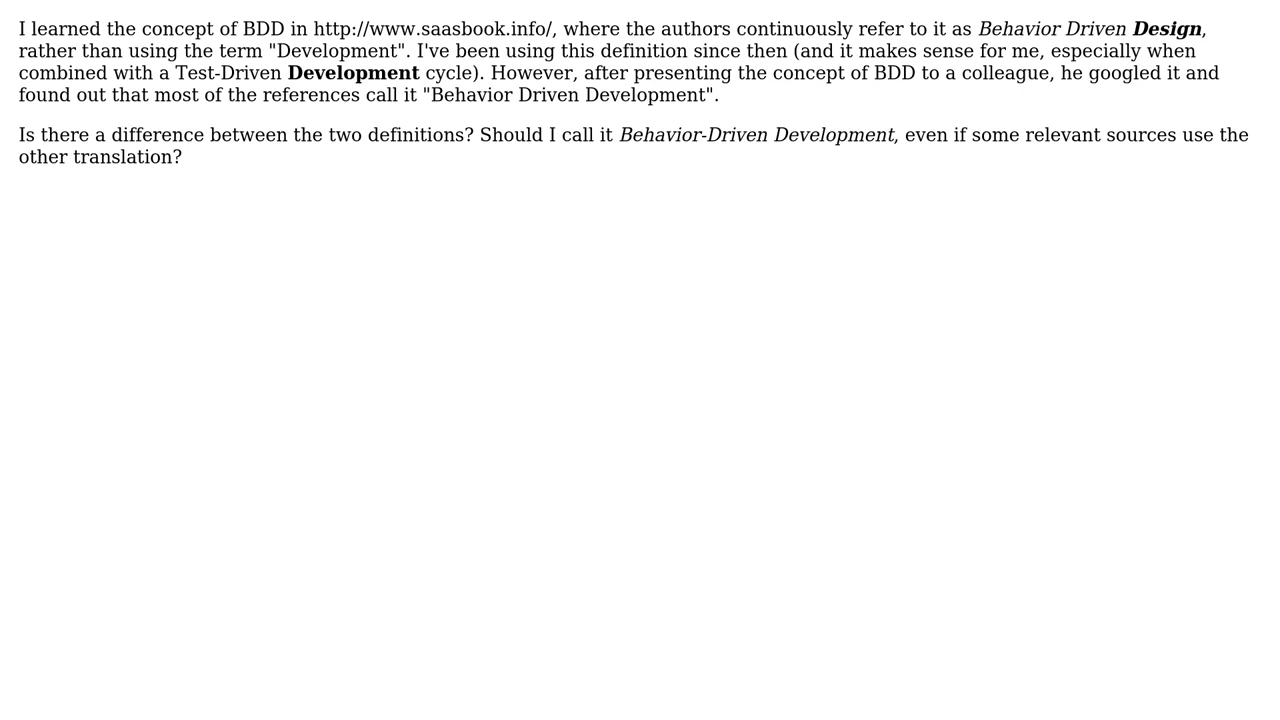 I learned the concept of BDD in http://www.saasbook.info/, where the authors continuously refer to it as Behavior Driven Design,
rather than using the term "Development". I've been using this definition since then (and it makes sense for me, especially when
combined with a Test-Driven Development cycle). However, after presenting the concept of BDD to a colleague, he googled it and
found out that most of the references call it "Behavior Driven Development".
Is there a difference between the two definitions? Should I call it Behavior-Driven Development, even if some relevant sources use the
other translation?